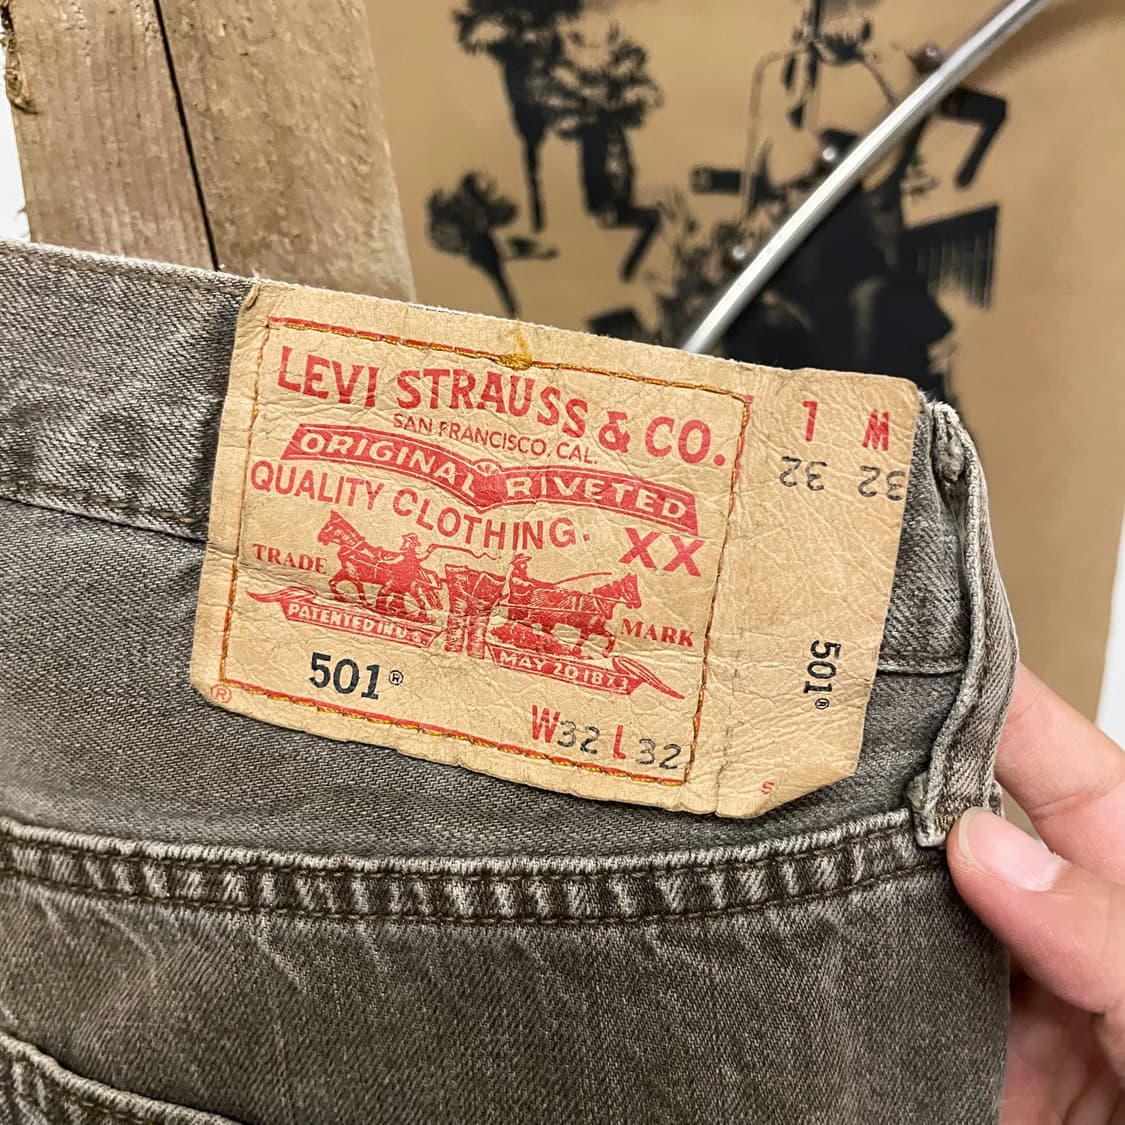 LEVI STRAUSS & CO.
SAN FRANCISCO, CAL.
ORIGINAL RIVETED
QUALITY CLOTHING.
XX
TRADE MARK
PATENTED IN U.S.
MAY 20 1873
501®
®
W32 L32
W L
32 32
501®
S